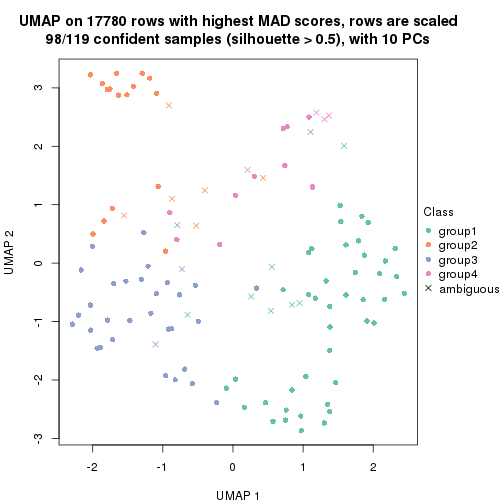 UMAP on 17780 rows with highest MAD scores, rows are scaled
98/119 confident samples (silhouette > 0.5), with 10 PCs
3
2
1
0
-1
-2
-3
UMAP 2
-2
-1
0
1
2
UMAP 1
Class
group1
group2
group3
group4
ambiguous